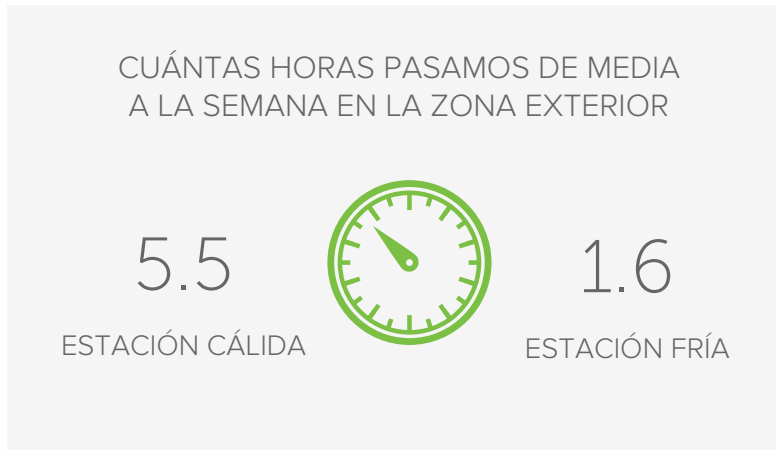 CUÁNTAS HORAS PASAMOS DE MEDIA
A LA SEMANA EN LA ZONA EXTERIOR
5.5
ESTACIÓN CÁLIDA
1.6
ESTACIÓN FRÍA